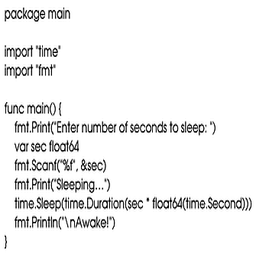 package main

import "time"
import "fmt"

func main() {
    fmt.Print("Enter number of seconds to sleep: ")
    var sec float64
    fmt.Scanf("%f", &sec)
    fmt.Print("Sleeping...")
    time.Sleep(time.Duration(sec * float64(time.Second)))
    fmt.Println("\nAwake!")
}